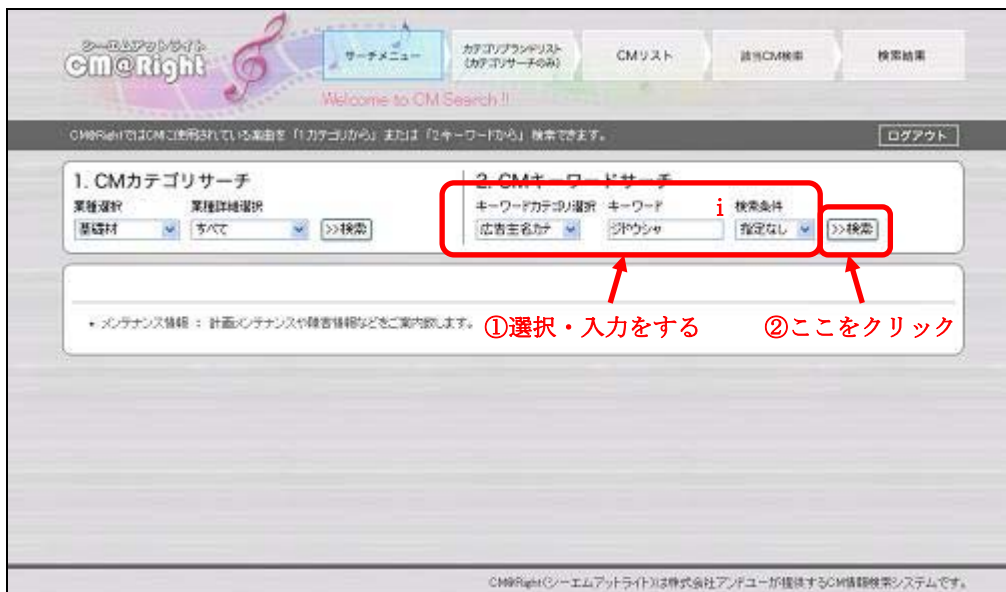 シーエムアットライト
CM@Right
サーチメニュー
カテゴリブランドリスト
(カテゴリサーチのみ)
CMリスト
該当CM検索
検索結果
Welcome to CM Search !!
CM@RightではCMに使用されている楽曲を「1カテゴリから」または「2キーワードから」検索できます。
ログアウト
1. CMカテゴリサーチ
2. CMキーワードサーチ
業種選択 業種詳細選択
キーワードカテゴリ選択 キーワード i 検索条件
基礎材 すべて >>検索
広告主名カナ ジドウシャ 指定なし >>検索
• メンテナンス情報 : 計画メンテナンスや障害情報などをご案内致します。
①選択・入力をする
②ここをクリック
CM@Right(シーエムアットライト)は株式会社アンドユーが提供するCM情報検索システムです。